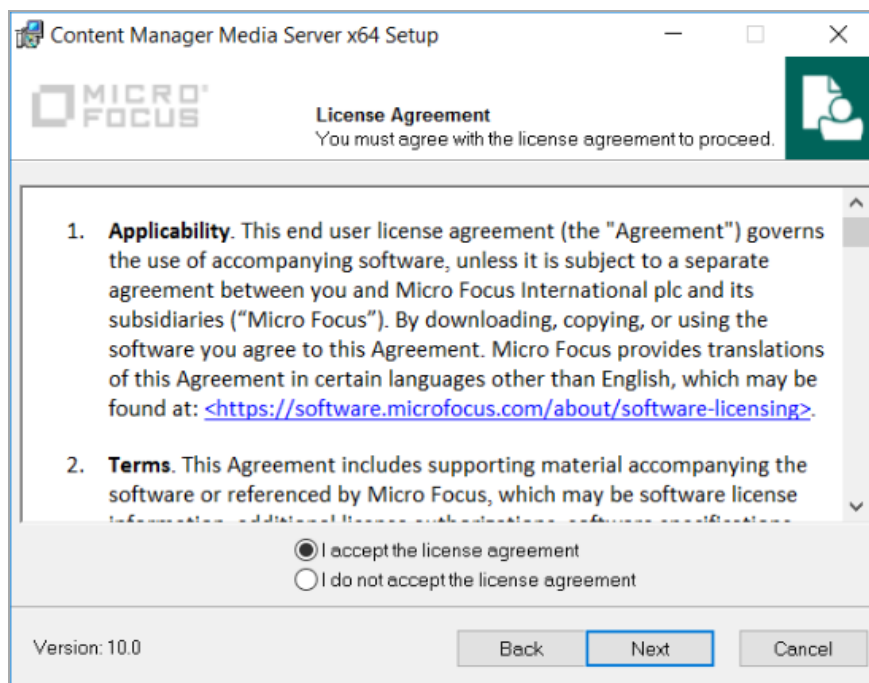 Content Manager Media Server x64 Setup
MICRO
FOCUS
License Agreement
You must agree with the license agreement to proceed.
1. Applicability. This end user license agreement (the "Agreement") governs
the use of accompanying software, unless it is subject to a separate
agreement between you and Micro Focus International plc and its
subsidiaries (“Micro Focus”). By downloading, copying, or using the
software you agree to this Agreement. Micro Focus provides translations
of this Agreement in certain languages other than English, which may be
found at: <https://software.microfocus.com/about/software-licensing>.
2. Terms. This Agreement includes supporting material accompanying the
software or referenced by Micro Focus, which may be software license
information, additional license authorizations, software specifications,
I accept the license agreement
I do not accept the license agreement
Version: 10.0
Back
Next
Cancel